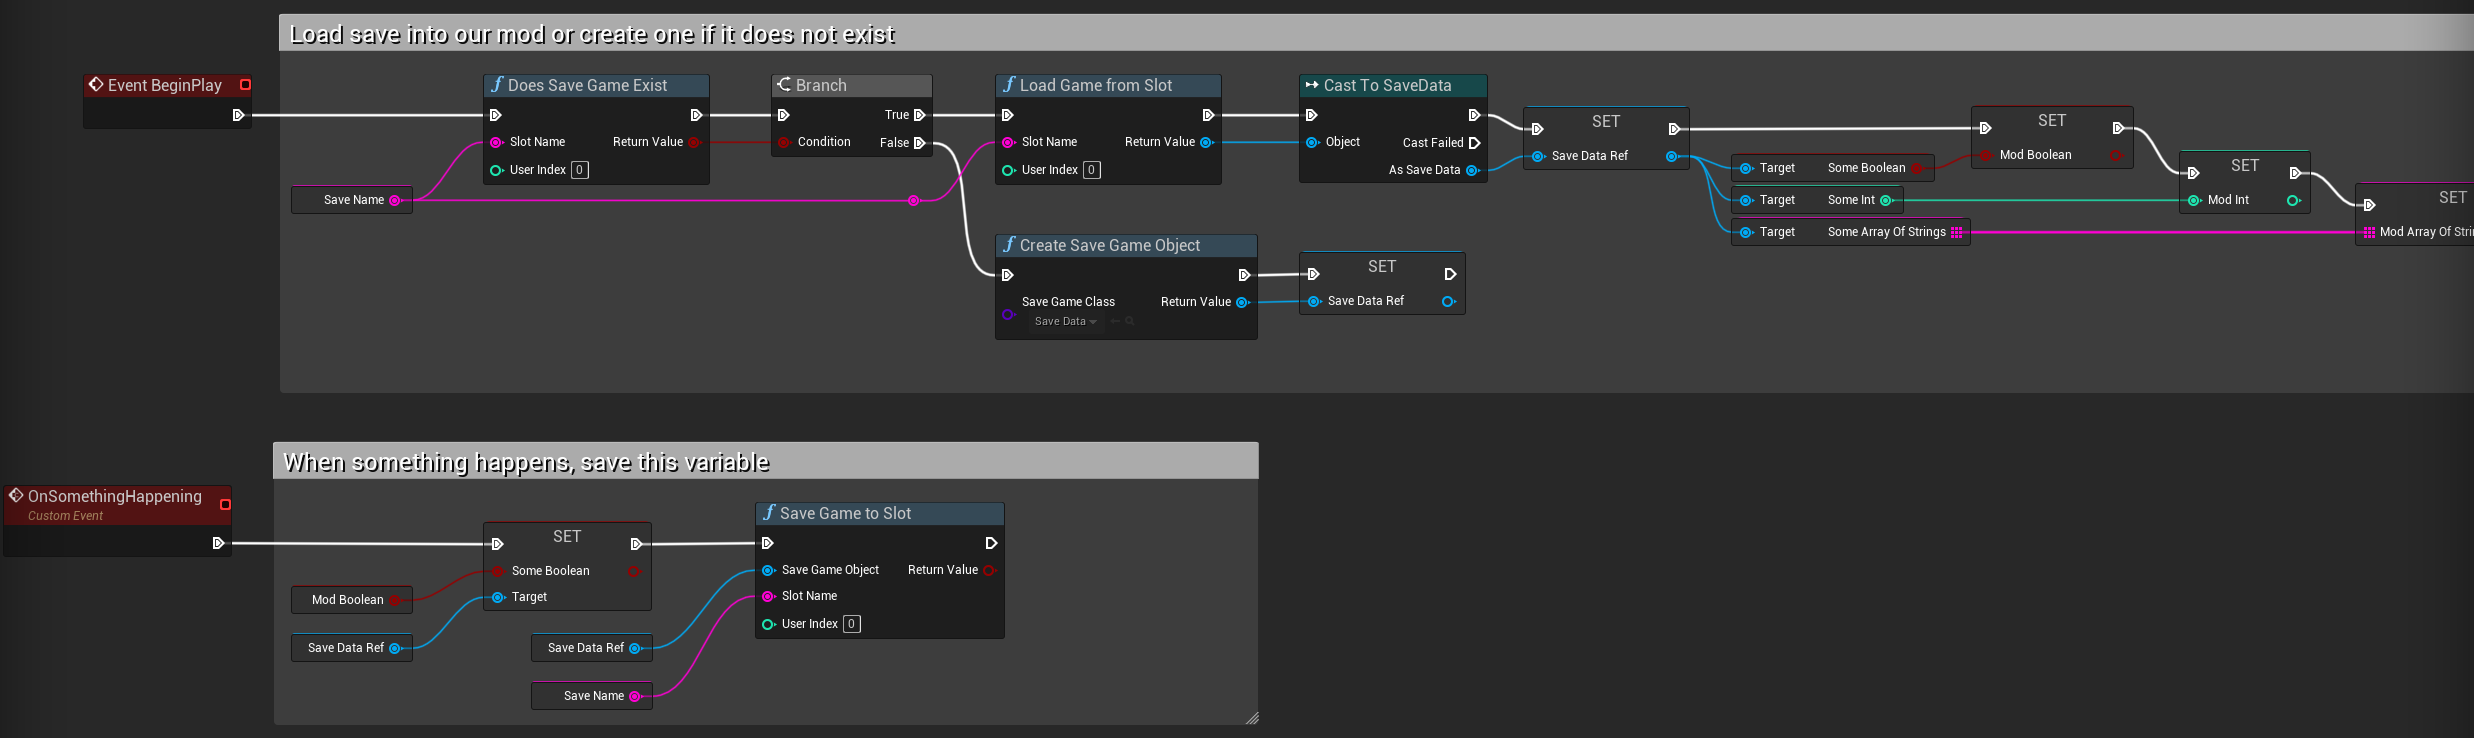 Load save into our mod or create one if it does not exist
Event BeginPlay
Does Save Game Exist
Slot Name
Return Value
User Index 0
Save Name
Branch
True
Condition
False
Load Game from Slot
Slot Name
Return Value
User Index 0
Cast To SaveData
Object
Cast Failed
As Save Data
SET
Save Data Ref
Target Some Boolean
Target Some Int
Target Some Array Of Strings
SET
Mod Boolean
SET
Mod Int
SET
Mod Array Of
Create Save Game Object
Save Game Class
Return Value
Save Data
SET
Save Data Ref
When something happens, save this variable
OnSomethingHappening
Custom Event
SET
Some Boolean
Target
Mod Boolean
Save Data Ref
Save Game to Slot
Save Game Object
Return Value
Slot Name
User Index 0
Save Data Ref
Save Name